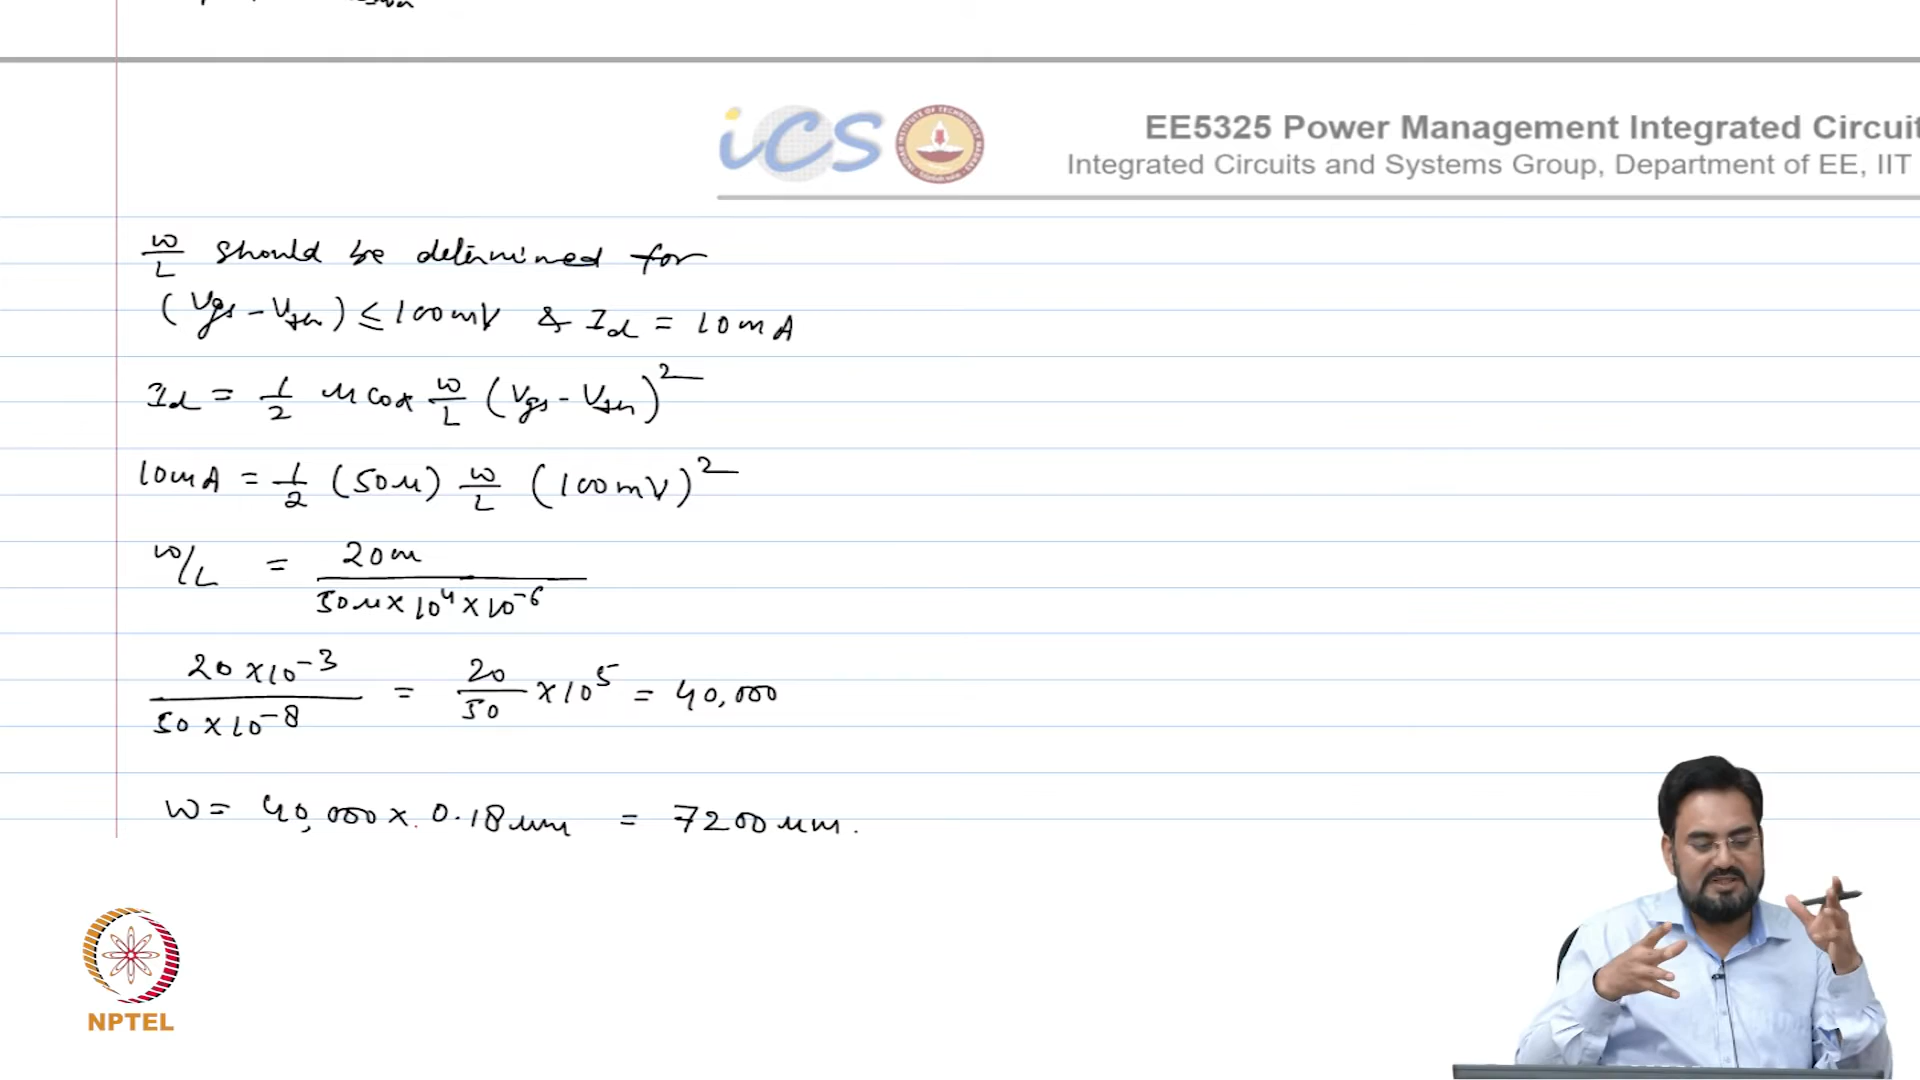 iCS
EE5325 Power Management Integrated Circuit
Integrated Circuits and Systems Group, Department of EE, IIT
W/L should be determined for
(Vgs - Vth) ≤ 100mV & Id = 10mA
Id = 1/2 μCox W/L (Vgs - Vth)²
10mA = 1/2 (50μ) W/L (100mV)²
W/L = 20m / (50μ × 10⁴ × 10⁻⁶)
20 × 10⁻³ / (50 × 10⁻⁸) = 20/50 × 10⁵ = 40,000
W = 40,000 × 0.18μm = 7200μm.
NPTEL